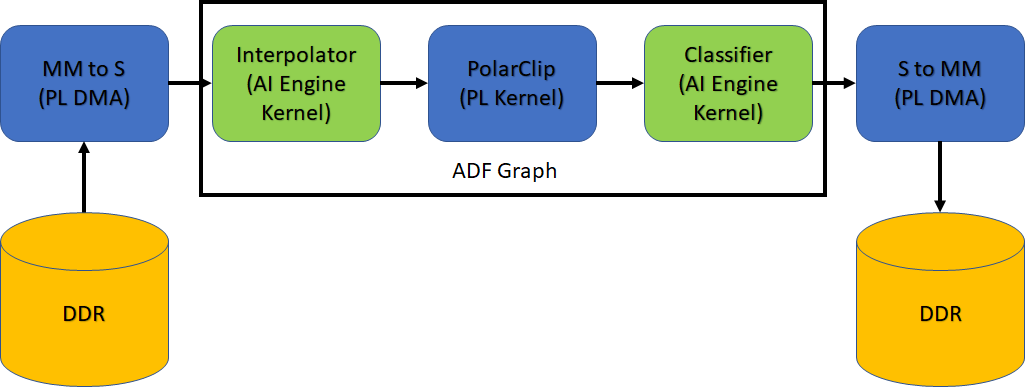 MM to S
(PL DMA)
Interpolator
(AI Engine
Kernel)
PolarClip
(PL Kernel)
Classifier
(AI Engine
Kernel)
S to MM
(PL DMA)
ADF Graph
DDR
DDR